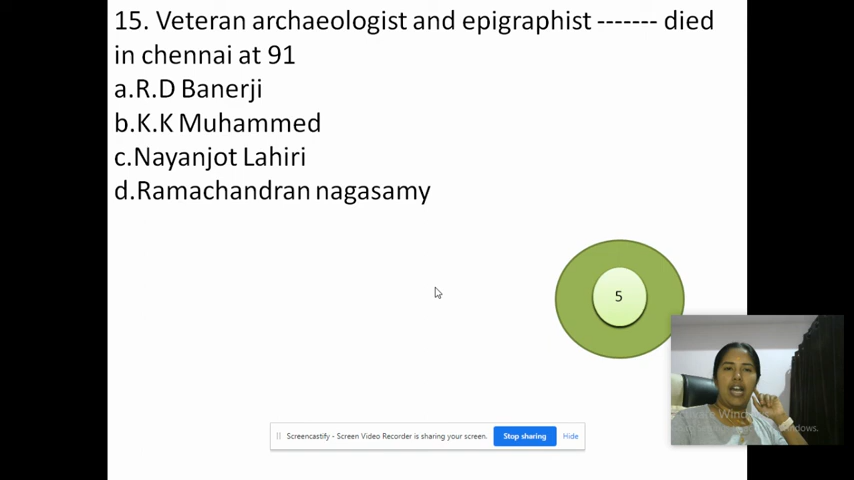 15. Veteran archaeologist and epigraphist ------- died
in chennai at 91
a.R.D Banerji
b.K.K Muhammed
c.Nayanjot Lahiri
d.Ramachandran nagasamy
5
Screencastify - Screen Video Recorder is sharing your screen. Stop sharing Hide